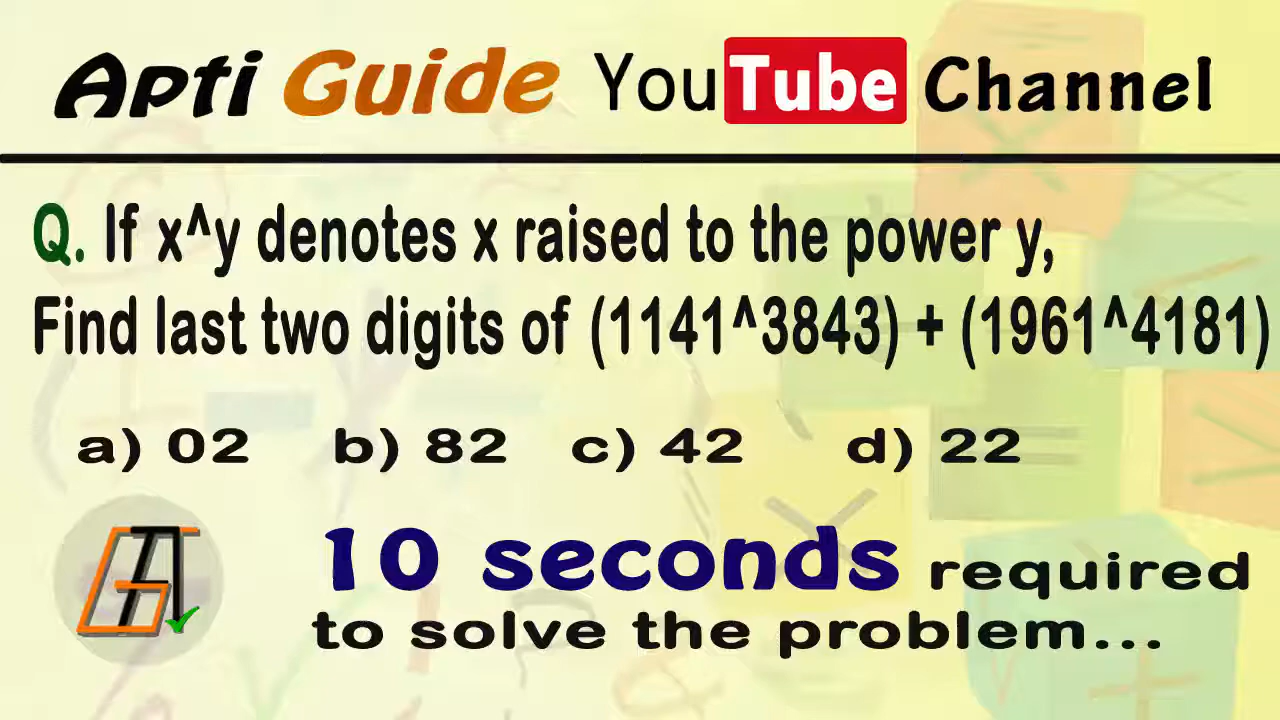 Apti Guide YouTube Channel
Q. If x^y denotes x raised to the power y,
Find last two digits of (1141^3843) + (1961^4181)
a) 02 b) 82 c) 42 d) 22
10 seconds required
to solve the problem...